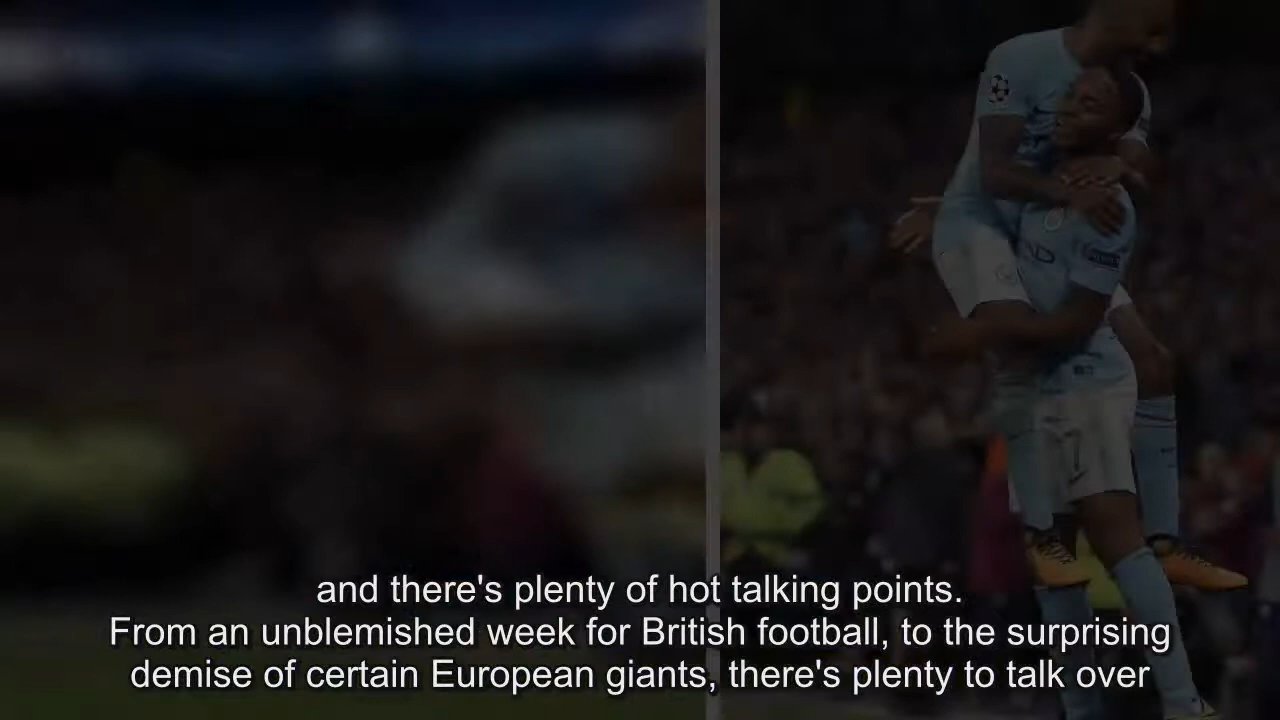 and there's plenty of hot talking points.
From an unblemished week for British football, to the surprising
demise of certain European giants, there's plenty to talk over